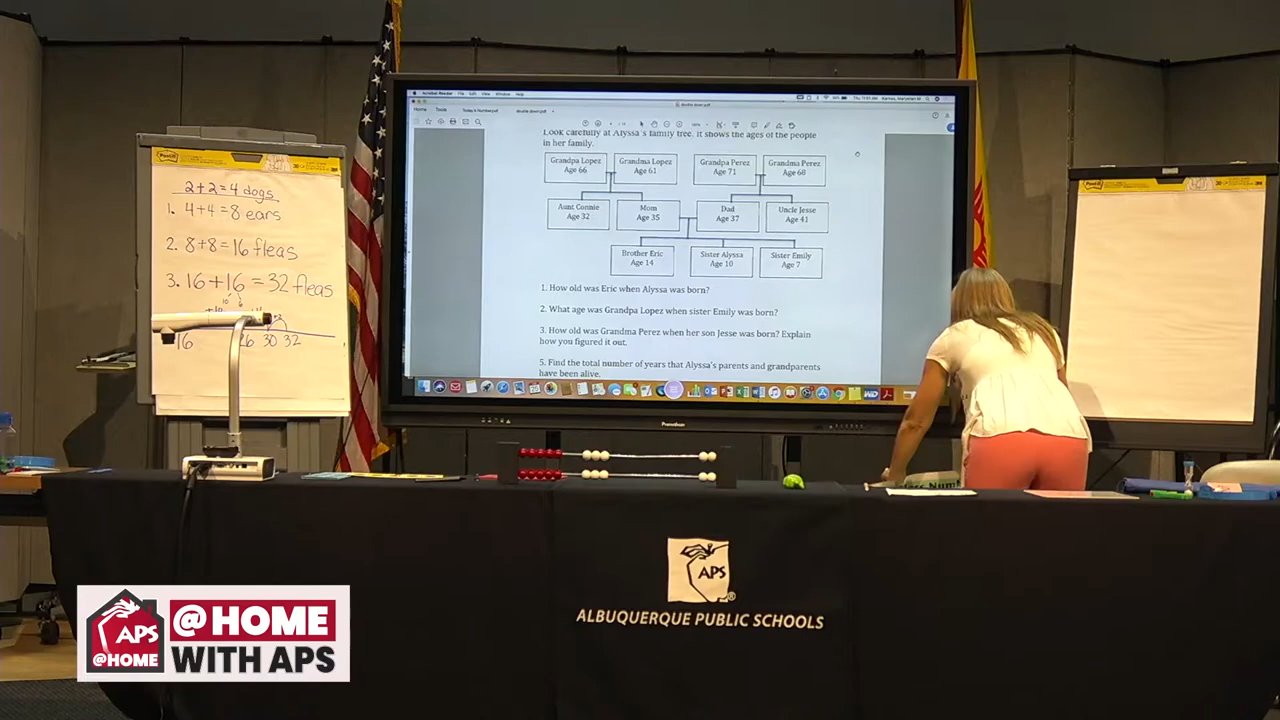 2+2=4 dogs
1. 4+4=8 ears
2. 8+8=16 fleas
3. 16+16=32 fleas
10 6
16 26 30 32
Look carefully at Alyssa's family tree. It shows the ages of the people
in her family.
Grandpa Lopez
Age 66
Grandma Lopez
Age 61
Grandpa Perez
Age 71
Grandma Perez
Age 68
Aunt Connie
Age 32
Mom
Age 35
Dad
Age 37
Uncle Jesse
Age 41
Brother Eric
Age 14
Sister Alyssa
Age 10
Sister Emily
Age 7
1. How old was Eric when Alyssa was born?
2. What age was Grandpa Lopez when sister Emily was born?
3. How old was Grandma Perez when her son Jesse was born? Explain
how you figured it out.
5. Find the total number of years that Alyssa's parents and grandparents
have been alive.
Promethean
APS
®
ALBUQUERQUE PUBLIC SCHOOLS
APS
@HOME
@HOME
WITH APS